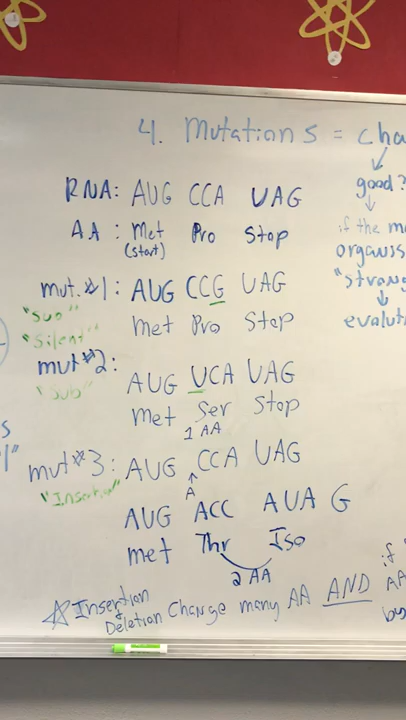 4. Mutations = cha
good?
RNA: AUG CCA UAG
if the
AA: Met Pro Stop
(start)
organis
"strong
evoluti
mut.#1: AUG CCG UAG
"Sub"
"Silent"
met Pro Stop
mut#2: AUG UCA UAG
"Sub"
met Ser Stop
1 AA
mut#3: AUG CCA UAG
A
"Insertion"
AUG ACC AUA G
met Thr Iso
2 AA
Insertion
Deletion Change many AA AND
if
AA